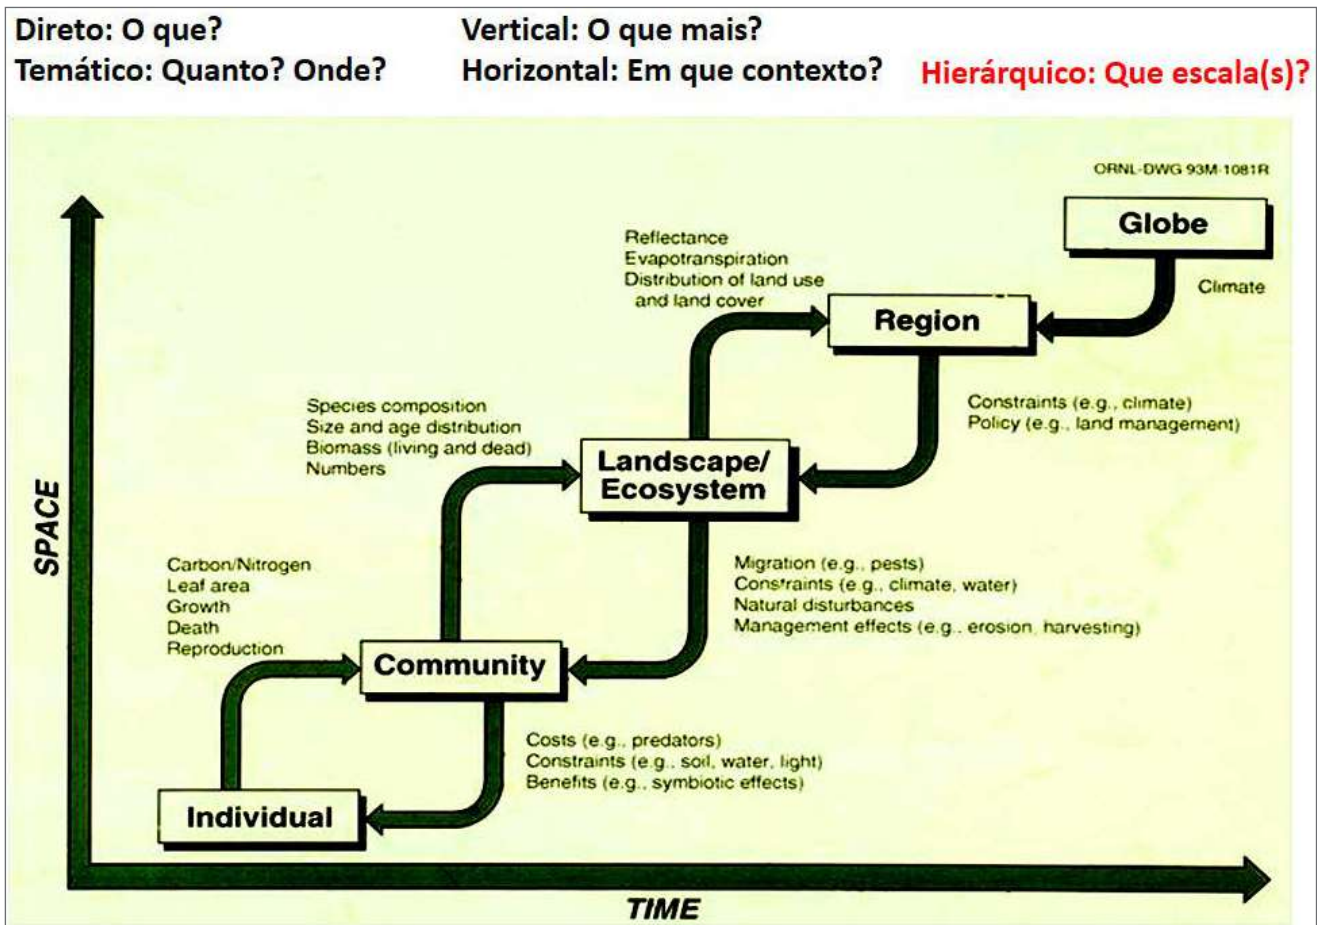 Direto: O que?
Vertical: O que mais?
Temático: Quanto? Onde?
Horizontal: Em que contexto?
Hierárquico: Que escala(s)?
ORNL-DWG 93M-1081R
Globe
Climate
Reflectance
Evapotranspiration
Distribution of land use
and land cover
Region
Constraints (e.g., climate)
Policy (e.g., land management)
Species composition
Size and age distribution
Biomass (living and dead)
Numbers
Landscape/
Ecosystem
Migration (e.g., pests)
Constraints (e.g., climate, water)
Natural disturbances
Management effects (e.g., erosion, harvesting)
Carbon/Nitrogen
Leaf area
Growth
Death
Reproduction
Community
Costs (e.g., predators)
Constraints (e.g., soil, water, light)
Benefits (e.g., symbiotic effects)
Individual
SPACE
TIME